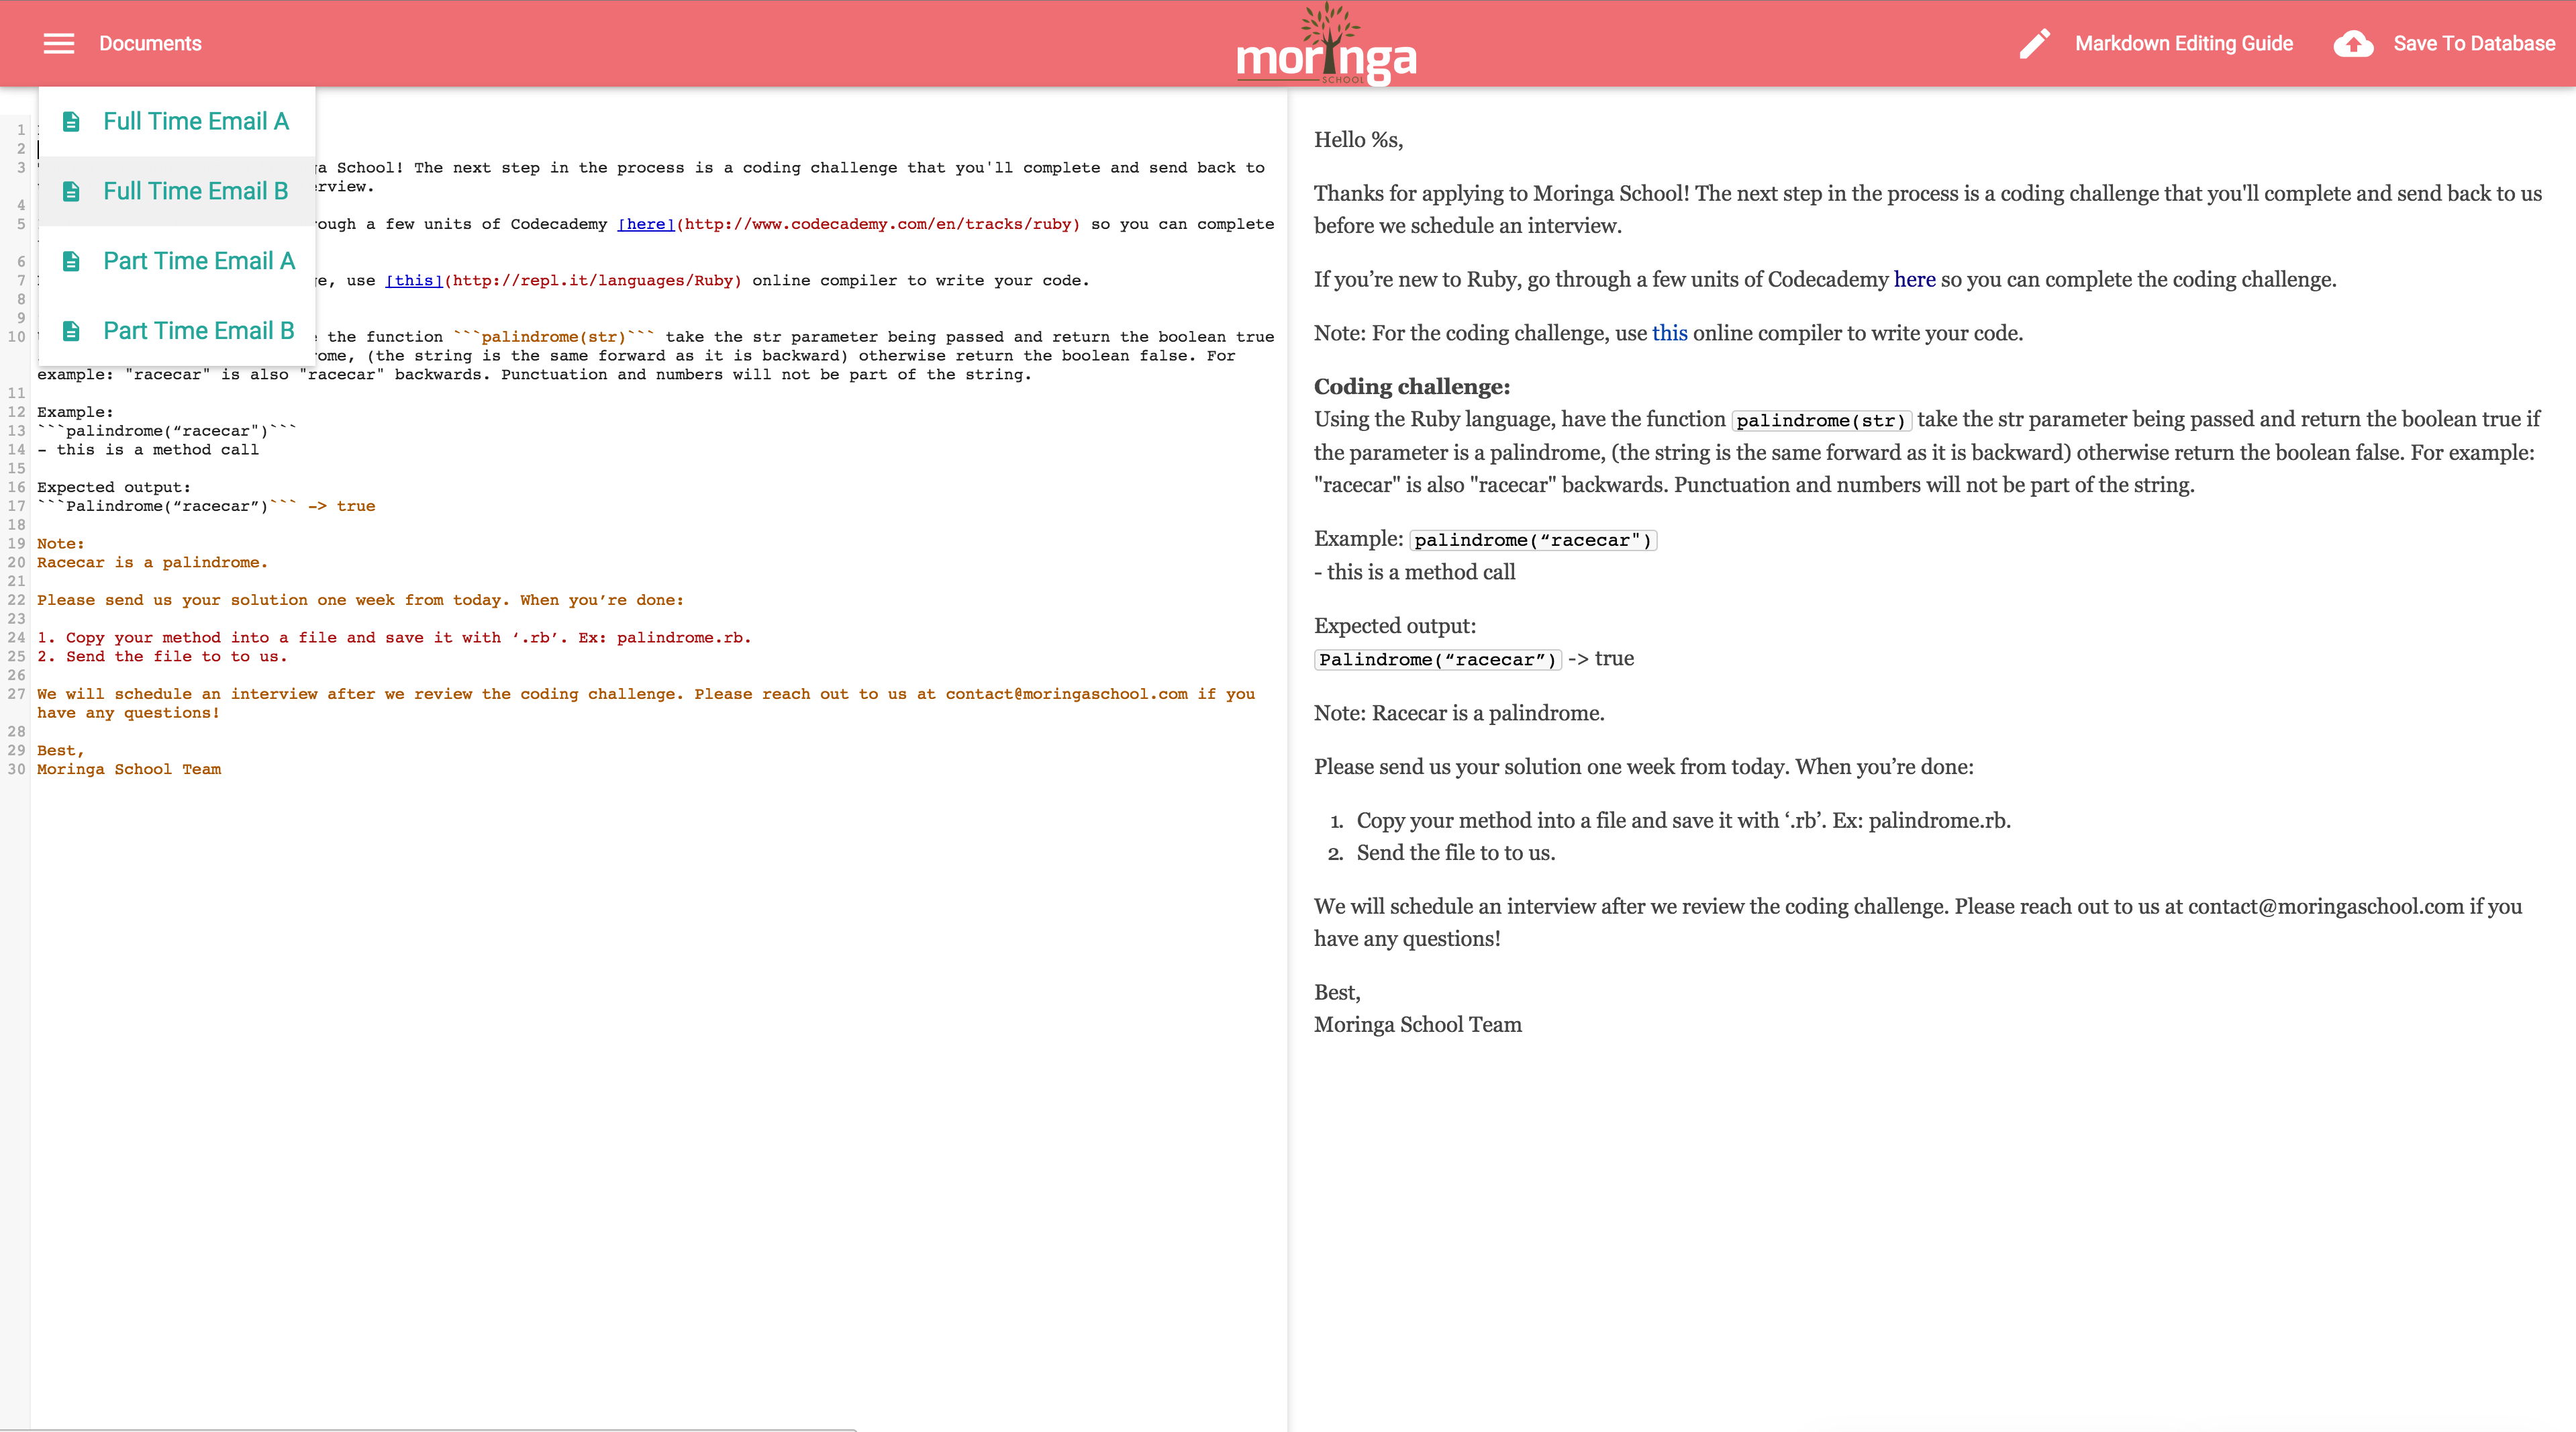 Documents
moringa
SCHOOL
Markdown Editing Guide
Save To Database
Full Time Email A
Full Time Email B
Part Time Email A
Part Time Email B
1
2
3 School! The next step in the process is a coding challenge that you'll complete and send back to
4
5 a few units of Codecademy [here](http://www.codecademy.com/en/tracks/ruby) so you can complete
6
7 use [this](http://repl.it/languages/Ruby) online compiler to write your code.
8
9
10 the function ```palindrome(str)``` take the str parameter being passed and return the boolean true
(the string is the same forward as it is backward) otherwise return the boolean false. For
example: "racecar" is also "racecar" backwards. Punctuation and numbers will not be part of the string.
11
12 Example:
13 ```palindrome(“racecar")```
14 - this is a method call
15
16 Expected output:
17 ```Palindrome(“racecar”)``` -> true
18
19 Note:
20 Racecar is a palindrome.
21
22 Please send us your solution one week from today. When you’re done:
23
24 1. Copy your method into a file and save it with ‘.rb’. Ex: palindrome.rb.
25 2. Send the file to to us.
26
27 We will schedule an interview after we review the coding challenge. Please reach out to us at contact@moringaschool.com if you
have any questions!
28
29 Best,
30 Moringa School Team
Hello %s,
Thanks for applying to Moringa School! The next step in the process is a coding challenge that you'll complete and send back to us
before we schedule an interview.
If you’re new to Ruby, go through a few units of Codecademy here so you can complete the coding challenge.
Note: For the coding challenge, use this online compiler to write your code.
Coding challenge:
Using the Ruby language, have the function palindrome(str) take the str parameter being passed and return the boolean true if
the parameter is a palindrome, (the string is the same forward as it is backward) otherwise return the boolean false. For example:
"racecar" is also "racecar" backwards. Punctuation and numbers will not be part of the string.
Example: palindrome(“racecar")
- this is a method call
Expected output:
Palindrome(“racecar”) -> true
Note: Racecar is a palindrome.
Please send us your solution one week from today. When you’re done:
1. Copy your method into a file and save it with ‘.rb’. Ex: palindrome.rb.
2. Send the file to to us.
We will schedule an interview after we review the coding challenge. Please reach out to us at contact@moringaschool.com if you
have any questions!
Best,
Moringa School Team